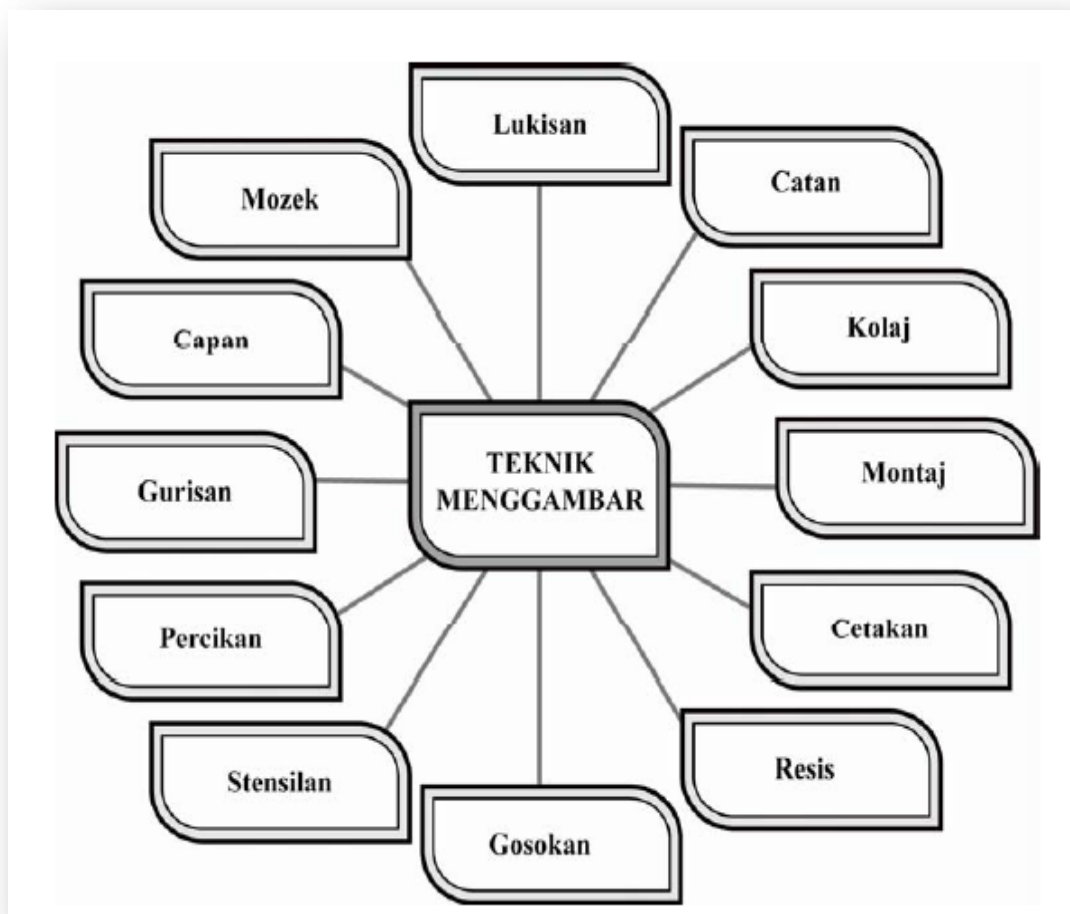 Lukisan
Catan
Mozek
Kolaj
Capan
TEKNIK
MENGGAMBAR
Montaj
Gurisan
Cetakan
Percikan
Resis
Stensilan
Gosokan